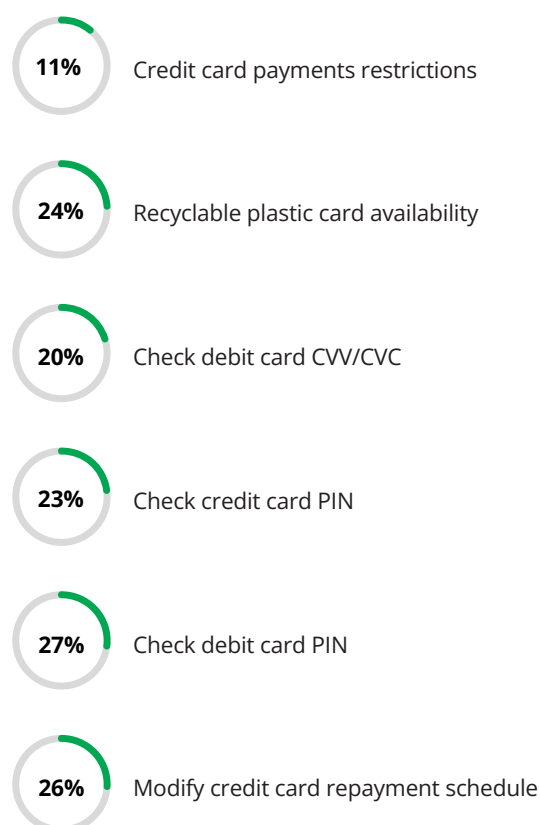 11% Credit card payments restrictions
24% Recyclable plastic card availability
20% Check debit card CVV/CVC
23% Check credit card PIN
27% Check debit card PIN
26% Modify credit card repayment schedule